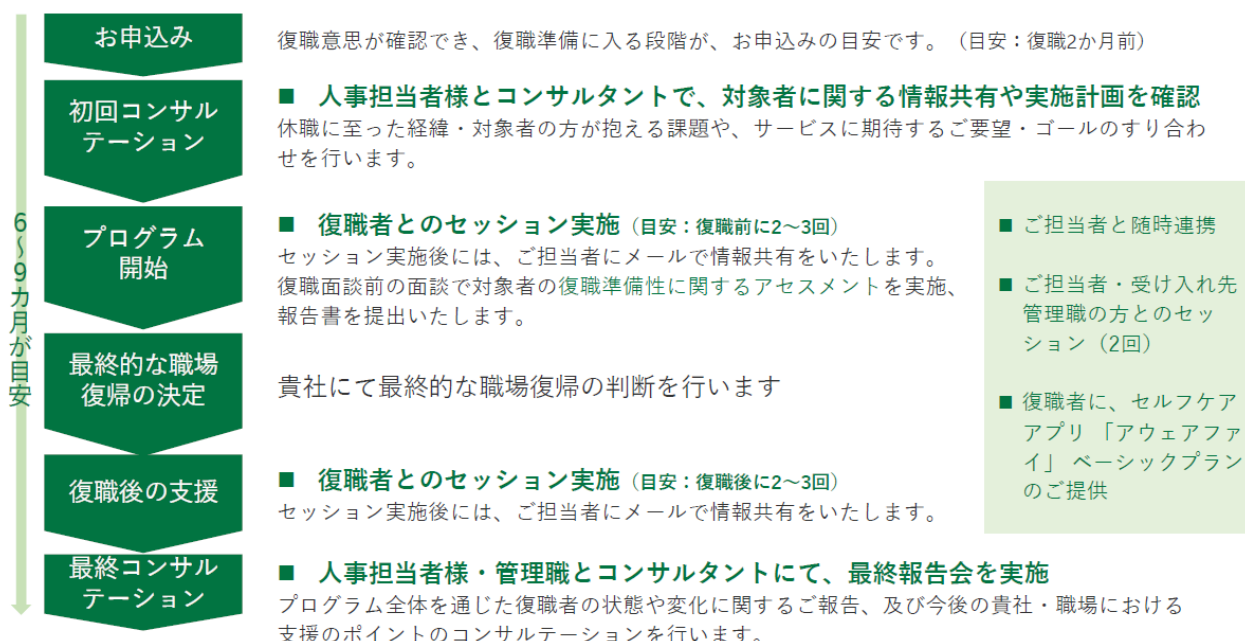 お申込み
復職意思が確認でき、復職準備に入る段階が、お申込みの目安です。（目安：復職2か月前）
初回コンサル
テーション
■ 人事担当者様とコンサルタントで、対象者に関する情報共有や実施計画を確認
休職に至った経緯・対象者の方が抱える課題や、サービスに期待するご要望・ゴールのすり合わ
せを行います。
6～9カ月が目安
プログラム
開始
■ 復職者とのセッション実施（目安：復職前に2～3回）
セッション実施後には、ご担当者にメールで情報共有をいたします。
復職面談前の面談で対象者の復職準備性に関するアセスメントを実施、
報告書を提出いたします。
最終的な職場
復帰の決定
貴社にて最終的な職場復帰の判断を行います
復職後の支援
■ 復職者とのセッション実施（目安：復職後に2～3回）
セッション実施後には、ご担当者にメールで情報共有をいたします。
■ ご担当者と随時連携
■ ご担当者・受け入れ先
管理職の方とのセッ
ション（2回）
■ 復職者に、セルフケア
アプリ 「アウェアファ
イ」 ベーシックプラン
のご提供
最終コンサル
テーション
■ 人事担当者様・管理職とコンサルタントにて、最終報告会を実施
プログラム全体を通じた復職者の状態や変化に関するご報告、及び今後の貴社・職場における
支援のポイントのコンサルテーションを行います。